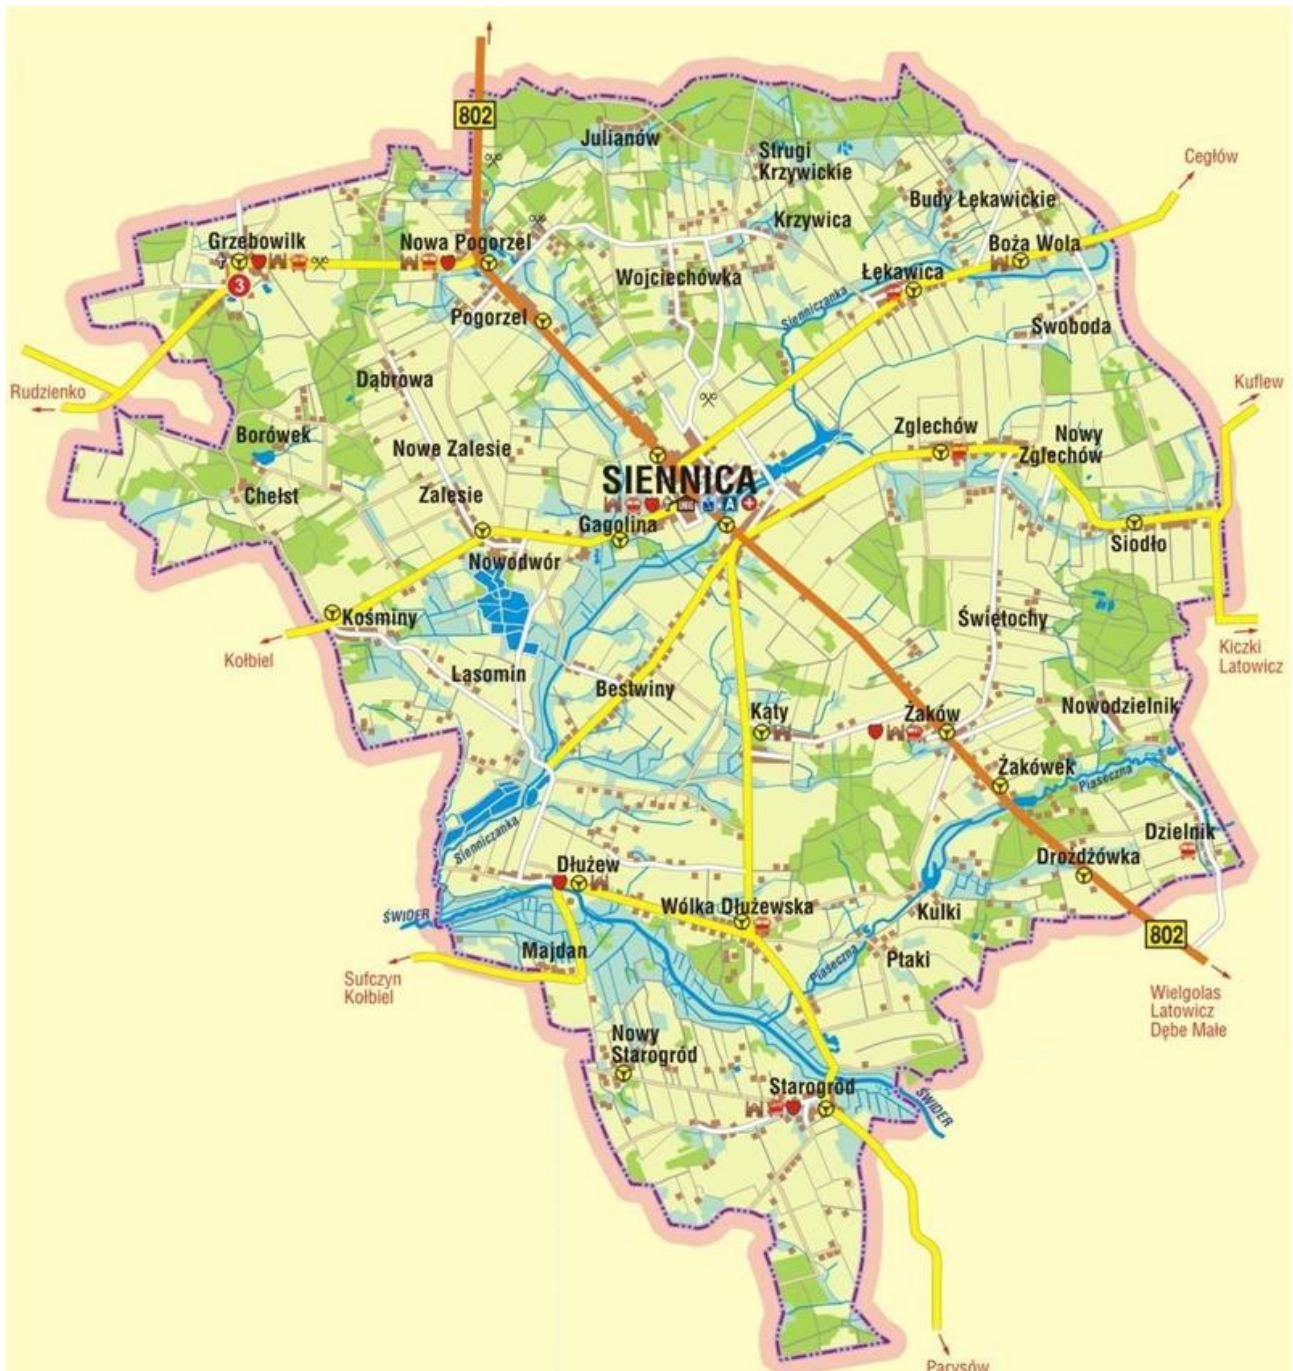 802
Julianów
Strugi
Krzywickie
Cegłów
Budy Łękawickie
Krzywica
Grzebowilk
Nowa Pogorzel
Boża Wola
3
Wojciechówka
Łękawica
Sienniczanka
Pogorzel
Swoboda
Rudzienko
Dąbrowa
Kuflew
Borówek
Nowe Zalesie
Zglechów
Nowy
Zglechów
Chełst
Zalesie
SIENNICA
A
Gagolina
Siodło
Nowodwór
Kośminy
Świętochy
Kołbiel
Kiczki
Latowicz
Lasomin
Bestwiny
Kąty
Żaków
Nowodzielnik
Żakówek
Piaseczna
Sienniczanka
Dzielnik
Dłużew
Drożdżówka
ŚWIDER
Wólka Dłużewska
Kulki
802
Majdan
Piaseczna
Ptaki
Sufczyn
Kołbiel
Wielgolas
Latowicz
Dębe Małe
Nowy
Starogród
Starogród
ŚWIDER
Parysów